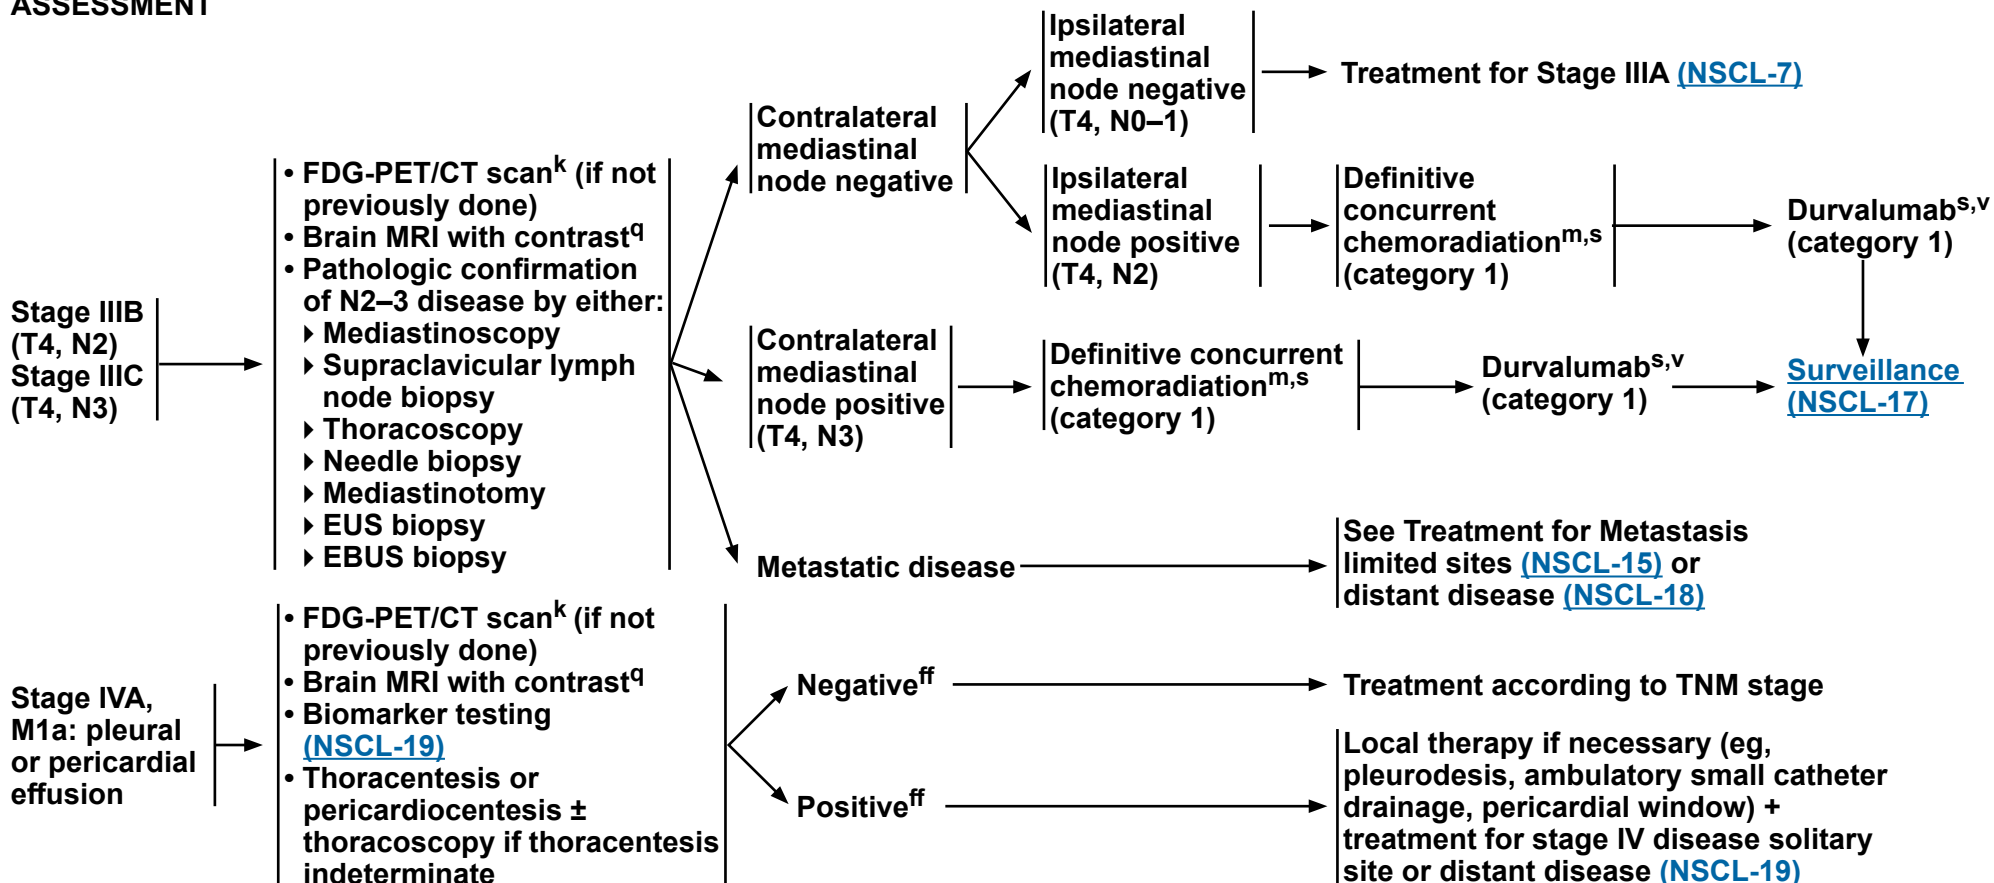 ASSESSMENT
Stage IIIB
(T4, N2)
Stage IIIC
(T4, N3)
• FDG-PET/CT scank (if not
previously done)
• Brain MRI with contrastq
• Pathologic confirmation
of N2–3 disease by either:
Mediastinoscopy
Supraclavicular lymph
node biopsy
Thoracoscopy
Needle biopsy
Mediastinotomy
EUS biopsy
EBUS biopsy
Contralateral
mediastinal
node negative
Ipsilateral
mediastinal
node negative
(T4, N0–1)
Treatment for Stage IIIA (NSCL-7)
Ipsilateral
mediastinal
node positive
(T4, N2)
Definitive
concurrent
chemoradiationm,s
(category 1)
Durvalumabs,v
(category 1)
Contralateral
mediastinal
node positive
(T4, N3)
Definitive concurrent
chemoradiationm,s
(category 1)
Durvalumabs,v
(category 1)
Surveillance
(NSCL-17)
Metastatic disease
See Treatment for Metastasis
limited sites (NSCL-15) or
distant disease (NSCL-18)
Stage IVA,
M1a: pleural
or pericardial
effusion
• FDG-PET/CT scank (if not
previously done)
• Brain MRI with contrastq
• Biomarker testing
(NSCL-19)
• Thoracentesis or
pericardiocentesis ±
thoracoscopy if thoracentesis
indeterminate
Negativeff
Treatment according to TNM stage
Positiveff
Local therapy if necessary (eg,
pleurodesis, ambulatory small catheter
drainage, pericardial window) +
treatment for stage IV disease solitary
site or distant disease (NSCL-19)